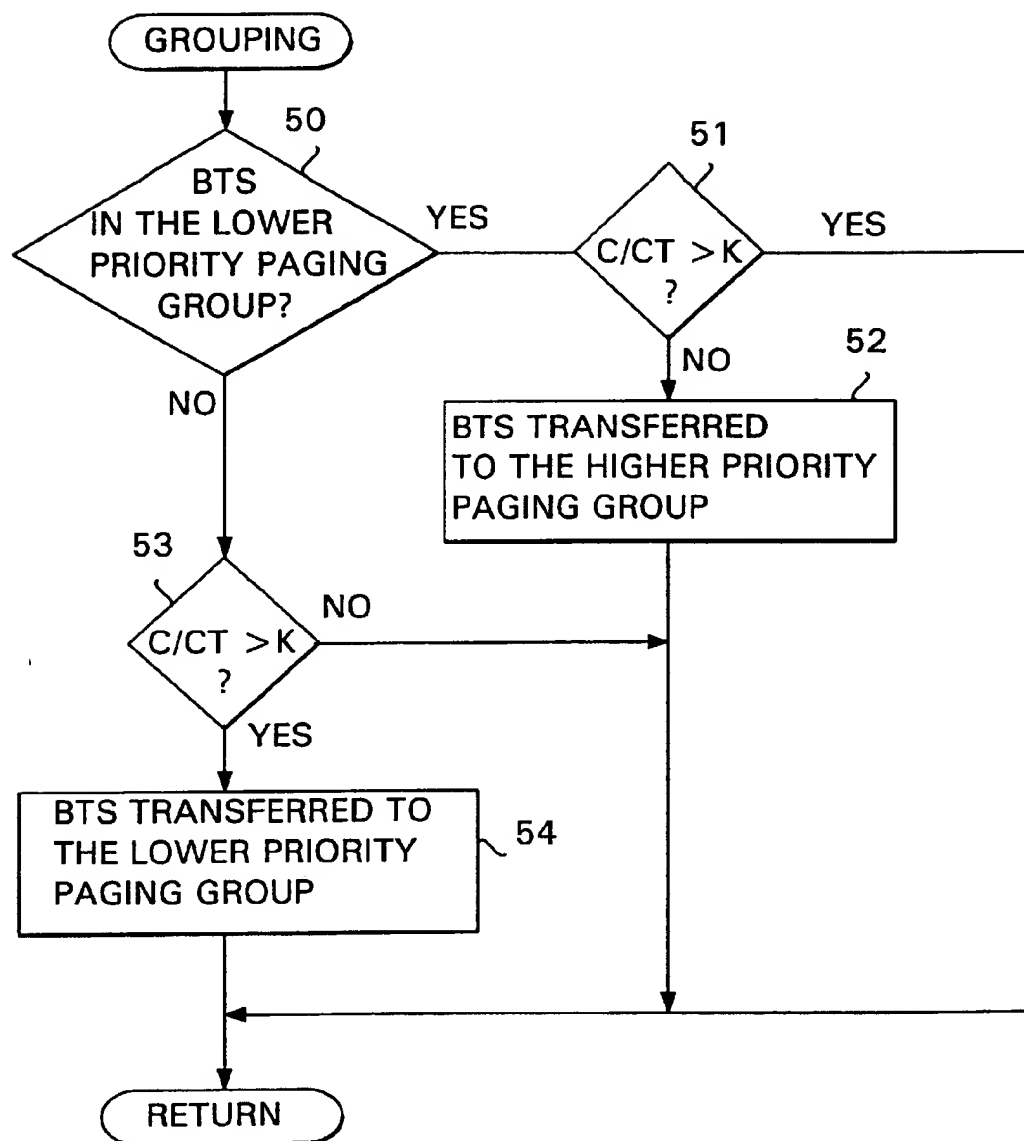 GROUPING
50
BTS
IN THE LOWER
PRIORITY PAGING
GROUP?
YES
NO
51
C/CT >K
?
YES
NO
52
BTS TRANSFERRED
TO THE HIGHER PRIORITY
PAGING GROUP
53
C/CT >K
?
NO
YES
BTS TRANSFERRED TO
THE LOWER PRIORITY
PAGING GROUP
54
RETURN